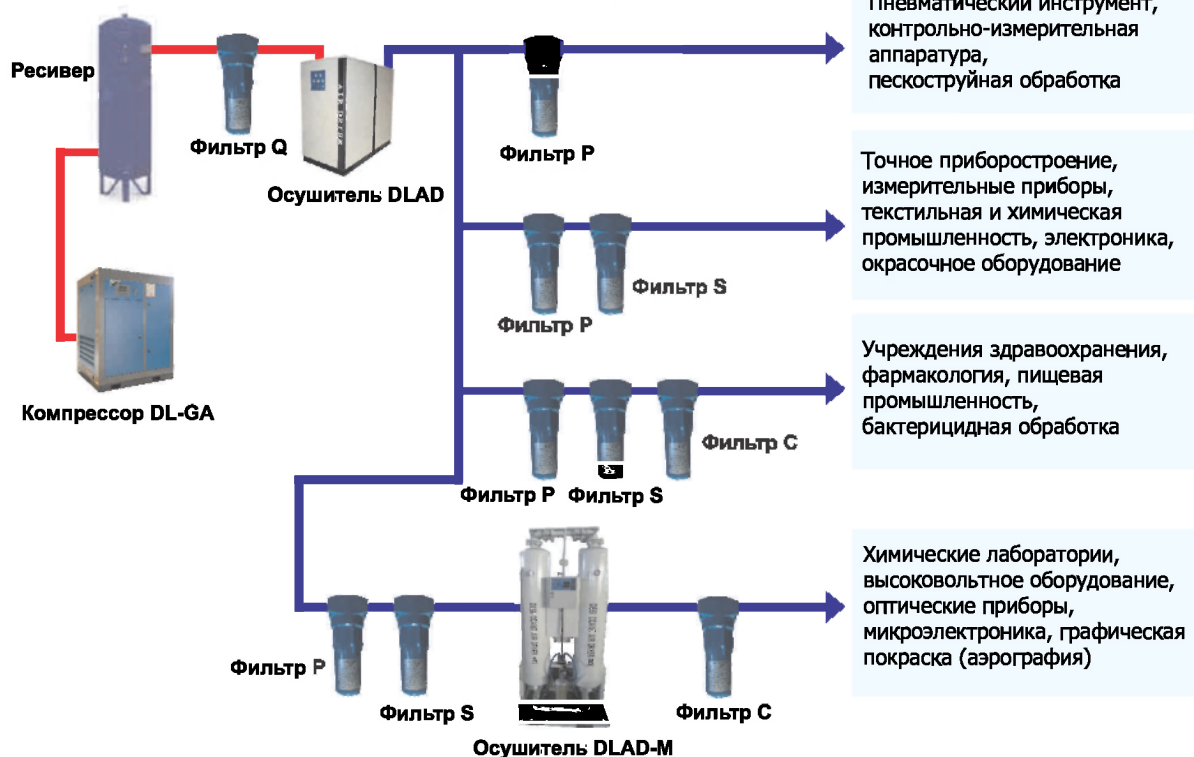 Пневматический инструмент,
контрольно-измерительная
аппаратура,
пескоструйная обработка
Ресивер
Фильтр Q
Осушитель DLAD
Фильтр P
Точное приборостроение,
измерительные приборы,
текстильная и химическая
промышленность, электроника,
окрасочное оборудование
Фильтр S
Фильтр P
Компрессор DL-GA
Учреждения здравоохранения,
фармакология, пищевая
промышленность,
бактерицидная обработка
Фильтр C
Фильтр P
Фильтр S
Химические лаборатории,
высоковольтное оборудование,
оптические приборы,
микроэлектроника, графическая
покраска (аэрография)
Фильтр P
Фильтр S
Фильтр C
Осушитель DLAD-M